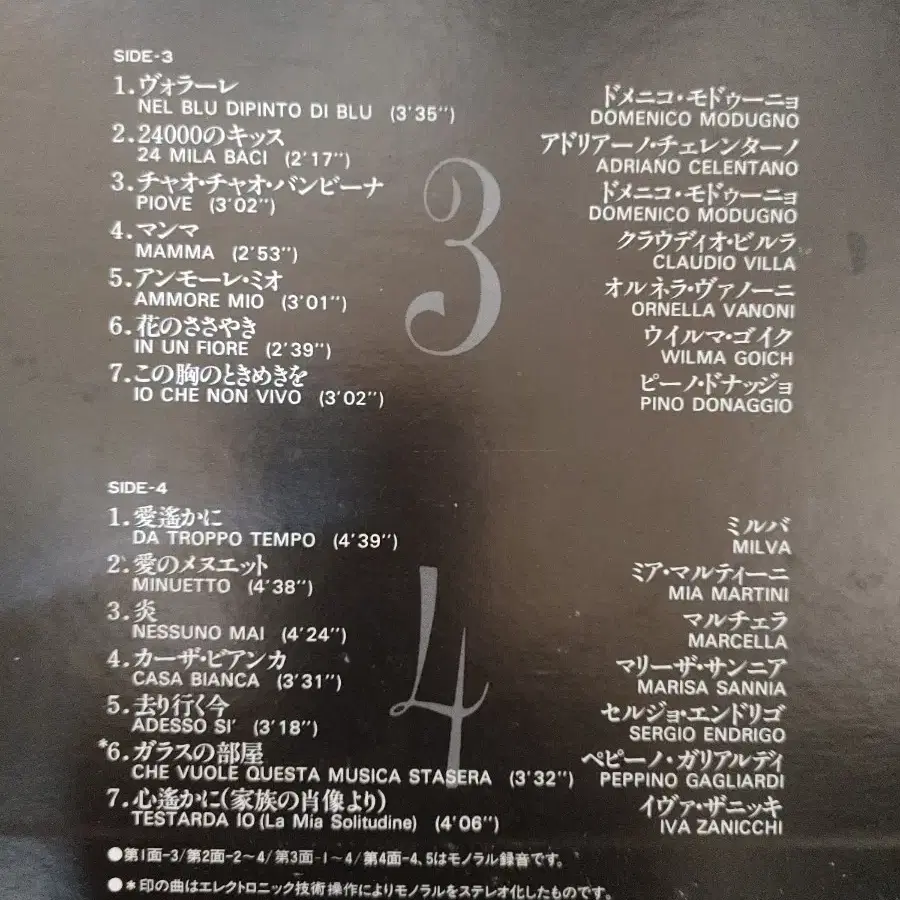 SIDE-3
1.ヴォラーレ ドメニコ・モドゥーニョ
NEL BLU DIPINTO DI BLU (3'35") DOMENICO MODUGNO
2.24000のキッス アドリアーノ・チェレンターノ
24 MILA BACI (2'17") ADRIANO CELENTANO
3.チャオ・チャオ・バンビーナ ドメニコ・モドゥーニョ
PIOVE (3'02") DOMENICO MODUGNO
4.マンマ クラウディオ・ビルラ
MAMMA (2'53") CLAUDIO VILLA
5.アンモーレ・ミオ オルネラ・ヴァノーニ
AMMORE MIO (3'01") ORNELLA VANONI
6.花のささやき ウイルマ・ゴイク
IN UN FIORE (2'39") WILMA GOICH
7.この胸のときめきを ピーノ・ドナッジョ
IO CHE NON VIVO (3'02") PINO DONAGGIO
3
SIDE-4
1.愛遙かに ミルバ
DA TROPPO TEMPO (4'39") MILVA
2.愛のメヌエット ミア・マルティーニ
MINUETTO (4'38") MIA MARTINI
3.炎 マルチェラ
NESSUNO MAI (4'24") MARCELLA
4.カーザ・ビアンカ マリーザ・サンニア
CASA BIANCA (3'31") MARISA SANNIA
5.去り行く今 セルジョ・エンドリゴ
ADESSO SI' (3'18") SERGIO ENDRIGO
*6.ガラスの部屋 ペピーノ・ガリアルディ
CHE VUOLE QUESTA MUSICA STASERA (3'32") PEPPINO GAGLIARDI
7.心遙かに(家族の肖像より) イヴァ・ザニッキ
TESTARDA IO (La Mia Solitudine) (4'06") IVA ZANICCHI
4
●第1面-3/第2面-2~4/第3面-1~4/第4面-4、5はモノラル録音です。
●*印の曲はエレクトロニック技術操作によりモノラルをステレオ化したものです。